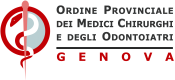 Ordine Provinciale
dei Medici Chirurghi
e degli Odontoiatri
GENOVA